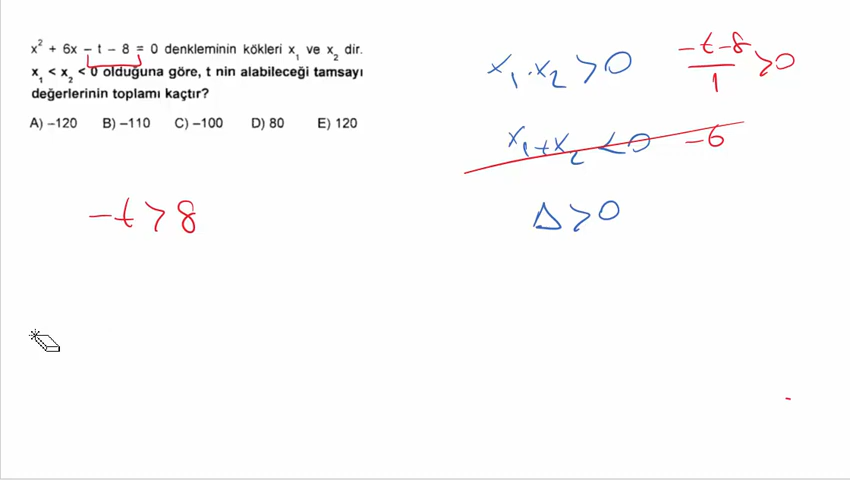 x² + 6x – t – 8 = 0 denkleminin kökleri x₁ ve x₂ dir.
x₁ < x₂ < 0 olduğuna göre, t nin alabileceği tamsayı
değerlerinin toplamı kaçtır?
A) –120 B) –110 C) –100 D) 80 E) 120
x₁ . x₂ > 0
-t-8
1
> 0
x₁ + x₂ < 0 -6
-t > 8
Δ > 0